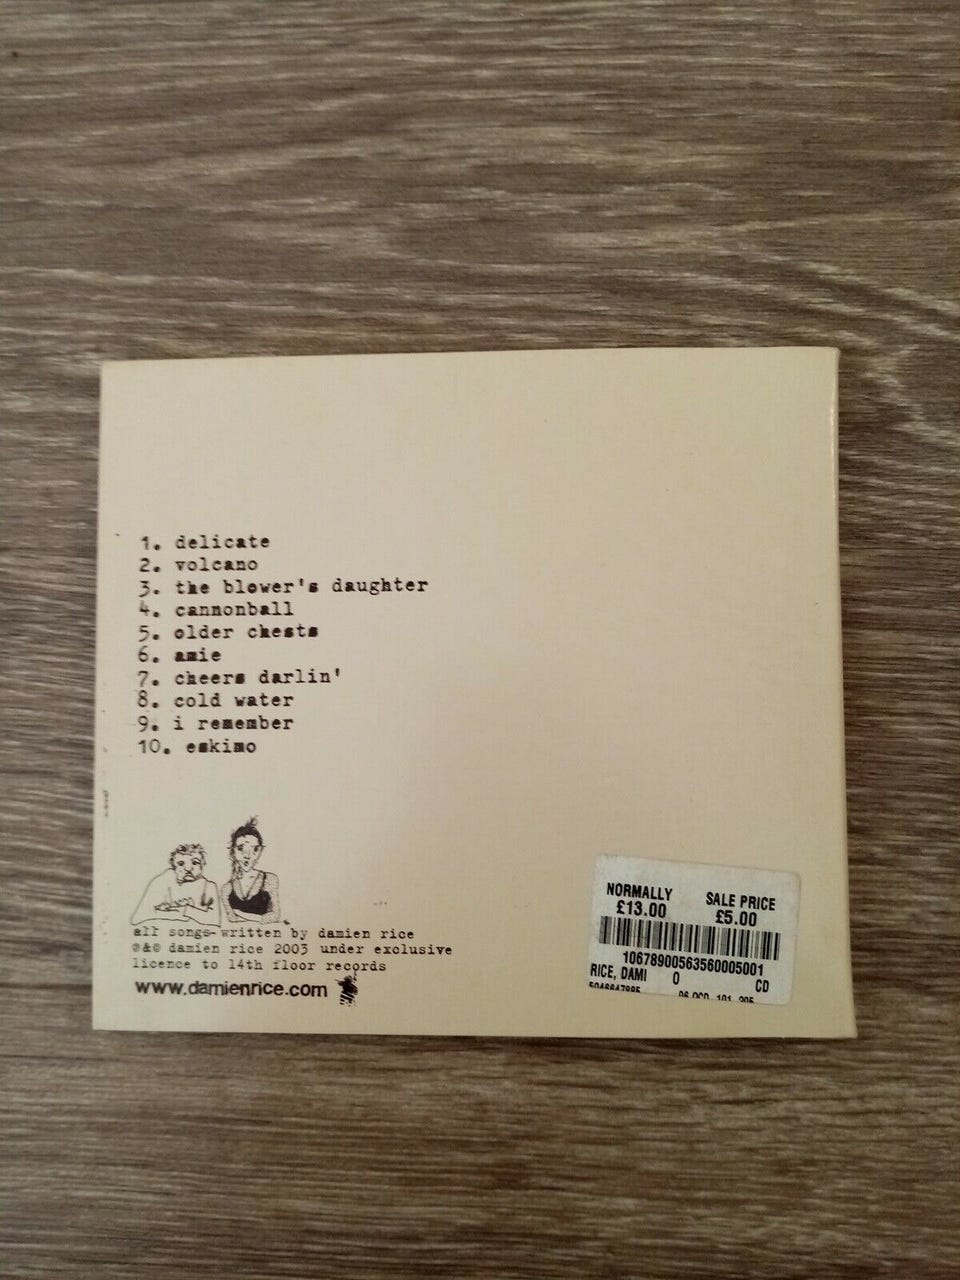 1. delicate
2. volcano
3. the blower's daughter
4. cannonball
5. older chests
6. amie
7. cheers darlin'
8. cold water
9. i remember
10. eskimo
all songs written by damien rice
℗&© damien rice 2003 under exclusive
licence to 14th floor records
www.damienrice.com
NORMALLY SALE PRICE
£13.00 £5.00
10678900563560005001
RICE, DAMI 0 CD